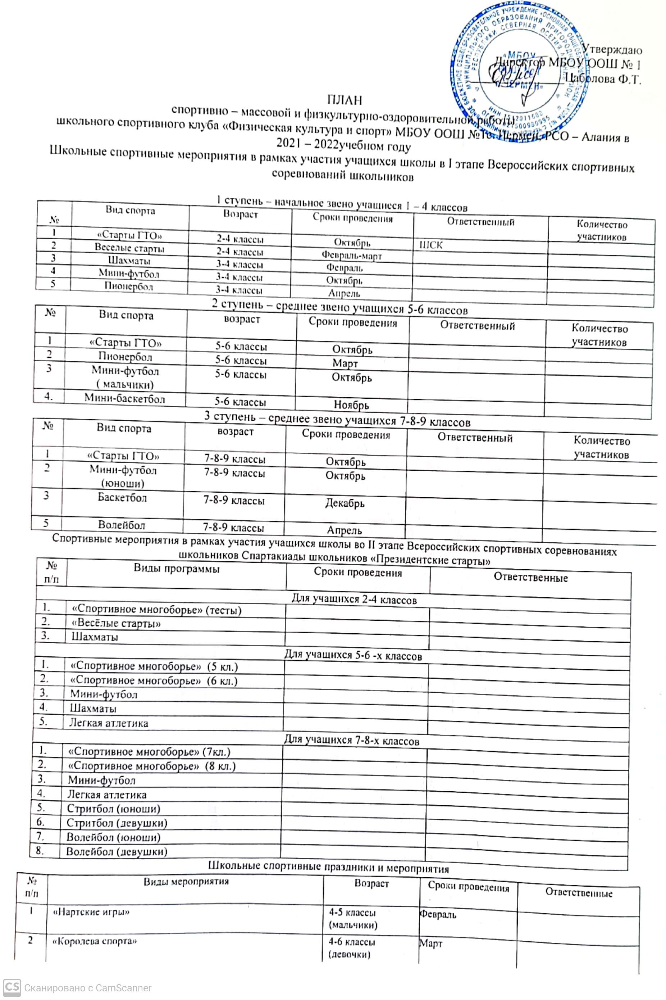 Утверждаю
Директор МБОУ ООШ № 1
Цаболова Ф.Т.
ПЛАН
спортивно – массовой и физкультурно-оздоровительной работы
школьного спортивного клуба «Физическая культура и спорт» МБОУ ООШ №1с. Чермен, РСО – Алания в
2021 – 2022учебном году
Школьные спортивные мероприятия в рамках участия учащихся школы в I этапе Всероссийских спортивных
соревнований школьников
1 ступень – начальное звено учащиеся 1 – 4 классов
№ Вид спорта Возраст Сроки проведения Ответственный Количество
участников
1 «Старты ГТО» 2-4 классы Октябрь ШСК
2 Веселые старты 2-4 классы Февраль-март
3 Шахматы 3-4 классы Февраль
4 Мини-футбол 3-4 классы Октябрь
5 Пионербол 3-4 классы Апрель
2 ступень – среднее звено учащихся 5-6 классов
№ Вид спорта возраст Сроки проведения Ответственный Количество
участников
1 «Старты ГТО» 5-6 классы Октябрь
2 Пионербол 5-6 классы Март
3 Мини-футбол 5-6 классы Октябрь
( мальчики)
4. Мини-баскетбол 5-6 классы Ноябрь
3 ступень – среднее звено учащихся 7-8-9 классов
№ Вид спорта возраст Сроки проведения Ответственный Количество
участников
1 «Старты ГТО» 7-8-9 классы Октябрь
2 Мини-футбол 7-8-9 классы Октябрь
(юноши)
3 Баскетбол 7-8-9 классы Декабрь
5 Волейбол 7-8-9 классы Апрель
Спортивные мероприятия в рамках участия учащихся школы во II этапе Всероссийских спортивных соревнованиях
школьников Спартакиады школьников «Президентские старты»
№ Виды программы Сроки проведения Ответственные
п/п
Для учащихся 2-4 классов
1. «Спортивное многоборье» (тесты)
2. «Весёлые старты»
3. Шахматы
Для учащихся 5-6 -х классов
1. «Спортивное многоборье» (5 кл.)
2. «Спортивное многоборье» (6 кл.)
3. Мини-футбол
4. Шахматы
5. Легкая атлетика
Для учащихся 7-8-х классов
1. «Спортивное многоборье» (7кл.)
2. «Спортивное многоборье» (8 кл.)
3. Мини-футбол
4. Легкая атлетика
5. Стритбол (юноши)
6. Стритбол (девушки)
7. Волейбол (юноши)
8. Волейбол (девушки)
Школьные спортивные праздники и мероприятия
№ Виды мероприятия Возраст Сроки проведения Ответственные
п/п
1 «Нартские игры» 4-5 классы Февраль
(мальчики)
2 «Королева спорта» 4-6 классы Март
(девочки)
CS Сканировано с CamScanner